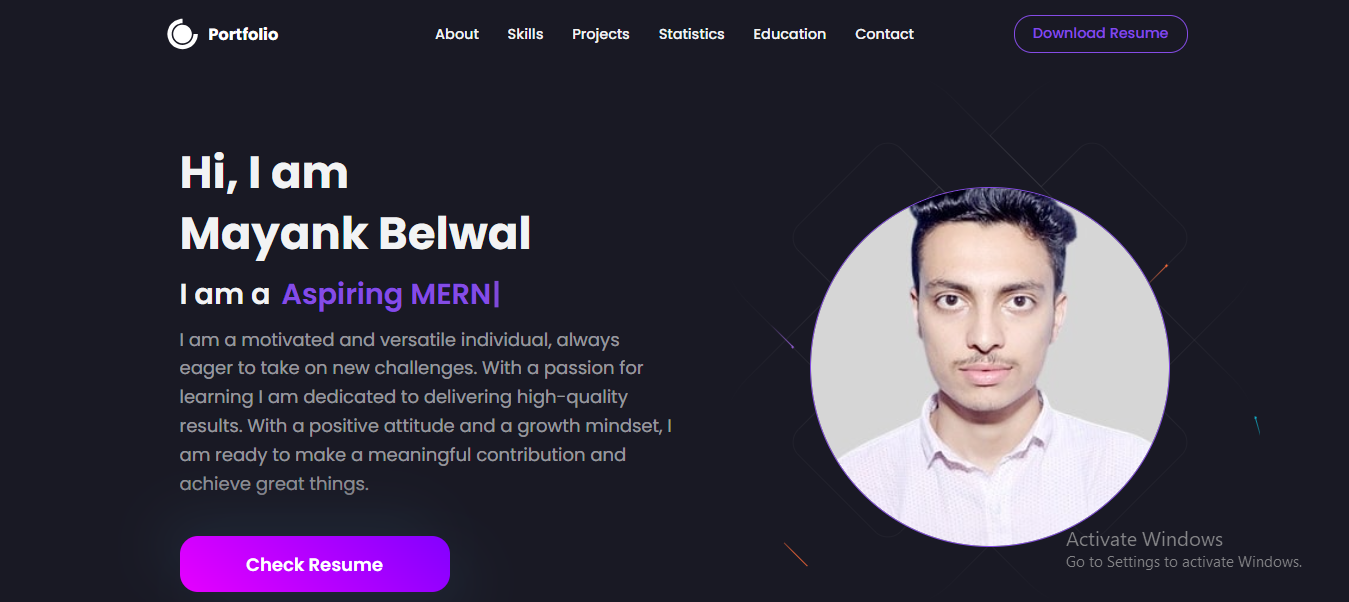 Portfolio
About Skills Projects Statistics Education Contact
Download Resume
Hi, I am
Mayank Belwal
I am a Aspiring MERN|
I am a motivated and versatile individual, always
eager to take on new challenges. With a passion for
learning I am dedicated to delivering high-quality
results. With a positive attitude and a growth mindset, I
am ready to make a meaningful contribution and
achieve great things.
Check Resume
Activate Windows
Go to Settings to activate Windows.